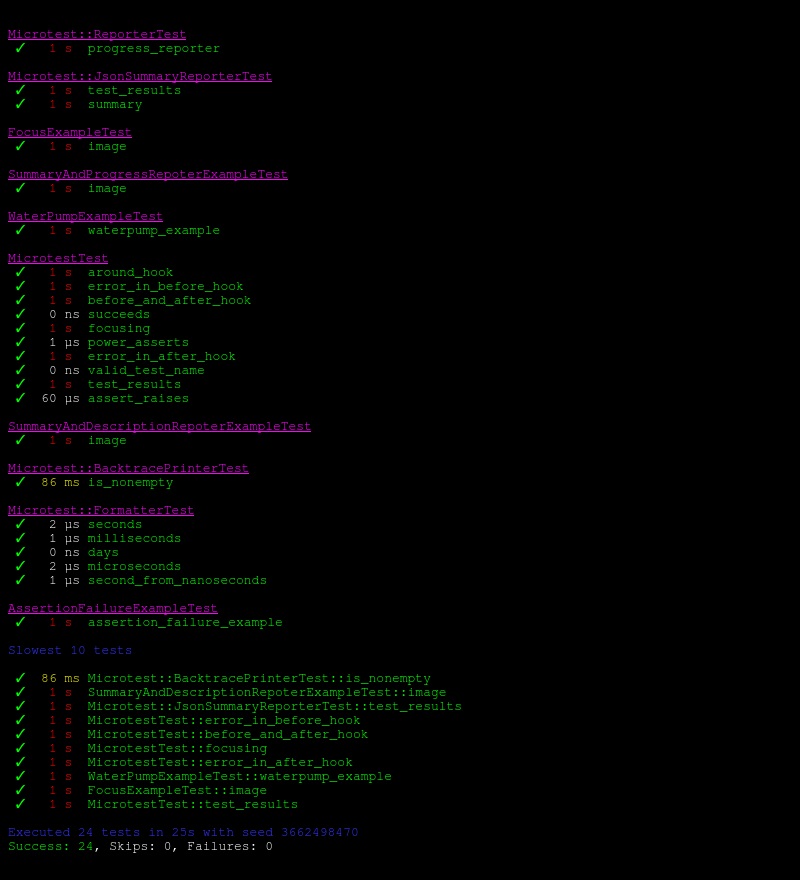 Microtest::ReporterTest
✓ 1 s progress_reporter
Microtest::JsonSummaryReporterTest
✓ 1 s test_results
✓ 1 s summary
FocusExampleTest
✓ 1 s image
SummaryAndProgressRepoterExampleTest
✓ 1 s image
WaterPumpExampleTest
✓ 1 s waterpump_example
MicrotestTest
✓ 1 s around_hook
✓ 1 s error_in_before_hook
✓ 1 s before_and_after_hook
✓ 0 ns succeeds
✓ 1 s focusing
✓ 1 µs power_asserts
✓ 1 s error_in_after_hook
✓ 0 ns valid_test_name
✓ 1 s test_results
✓ 60 µs assert_raises
SummaryAndDescriptionRepoterExampleTest
✓ 1 s image
Microtest::BacktracePrinterTest
✓ 86 ms is_nonempty
Microtest::FormatterTest
✓ 2 µs seconds
✓ 1 µs milliseconds
✓ 0 ns days
✓ 2 µs microseconds
✓ 1 µs second_from_nanoseconds
AssertionFailureExampleTest
✓ 1 s assertion_failure_example
Slowest 10 tests
✓ 86 ms Microtest::BacktracePrinterTest::is_nonempty
✓ 1 s SummaryAndDescriptionRepoterExampleTest::image
✓ 1 s Microtest::JsonSummaryReporterTest::test_results
✓ 1 s MicrotestTest::error_in_before_hook
✓ 1 s MicrotestTest::before_and_after_hook
✓ 1 s MicrotestTest::focusing
✓ 1 s MicrotestTest::error_in_after_hook
✓ 1 s WaterPumpExampleTest::waterpump_example
✓ 1 s FocusExampleTest::image
✓ 1 s MicrotestTest::test_results
Executed 24 tests in 25s with seed 3662498470
Success: 24, Skips: 0, Failures: 0